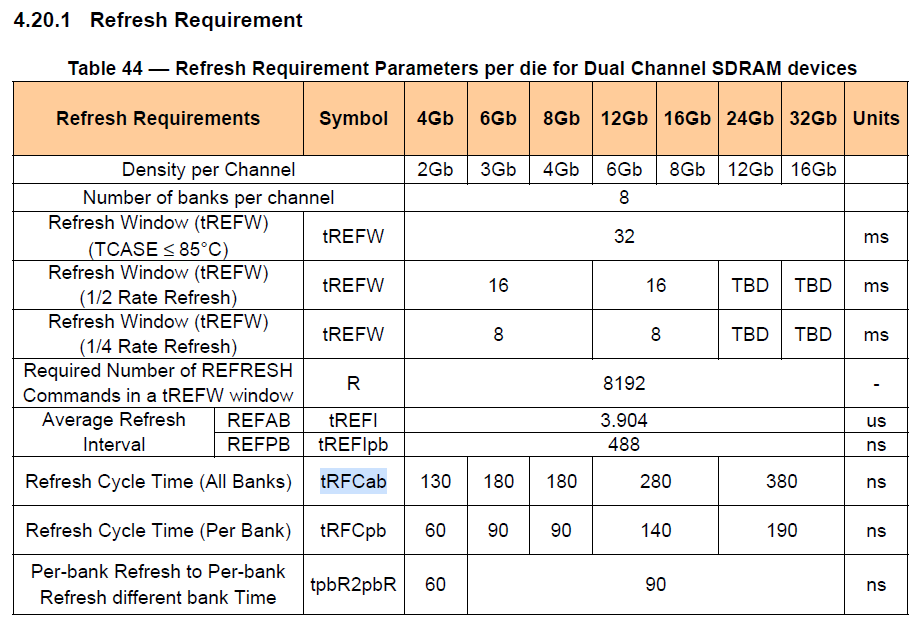 4.20.1 Refresh Requirement
Table 44 — Refresh Requirement Parameters per die for Dual Channel SDRAM devices
Refresh Requirements Symbol 4Gb 6Gb 8Gb 12Gb 16Gb 24Gb 32Gb Units
Density per Channel 2Gb 3Gb 4Gb 6Gb 8Gb 12Gb 16Gb
Number of banks per channel 8
Refresh Window (tREFW)
(TCASE ≤ 85°C) tREFW 32 ms
Refresh Window (tREFW)
(1/2 Rate Refresh) tREFW 16 16 TBD TBD ms
Refresh Window (tREFW)
(1/4 Rate Refresh) tREFW 8 8 TBD TBD ms
Required Number of REFRESH
Commands in a tREFW window R 8192 -
Average Refresh
Interval
REFAB tREFI 3.904 us
REFPB tREFIpb 488 ns
Refresh Cycle Time (All Banks) tRFCab 130 180 180 280 380 ns
Refresh Cycle Time (Per Bank) tRFCpb 60 90 90 140 190 ns
Per-bank Refresh to Per-bank
Refresh different bank Time tpbR2pbR 60 90 ns